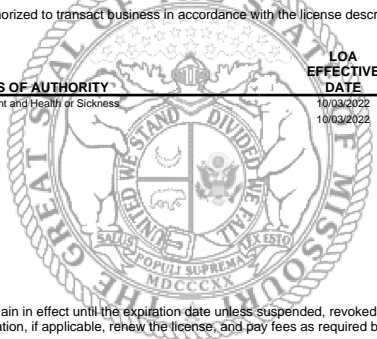 horized to transact business in accordance with the license descr
LOA
EFFECTIVE
S OF AUTHORITY DATE
nt and Health or Sickness 10/03/2022
10/03/2022
THE GREAT SEAL OF THE STATE OF MISSOURI
UNITED WE STAND DIVIDED WE FALL
SALUS POPULI SUPREMA LEX ESTO
MDCCCXX
ain in effect until the expiration date unless suspended, revoked
ation, if applicable, renew the license, and pay fees as required b